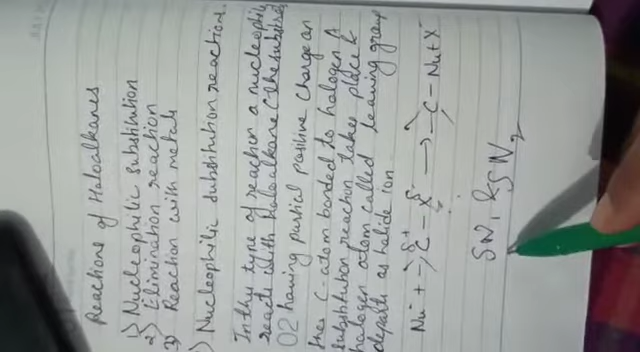 Reactions of Haloalkanes
1) Nucleophilic substitution
2) Elimination reaction
3) Reaction with metals
1) Nucleophilic substitution reaction.
In this type of reaction a nucleophile
reacts with haloalkane (the substrate)
02 having partial positive charge on
the C-atom bonded to halogen A
substitution reaction takes place &
halogen atom called leaving group
departs as halide ion.
Nu⁻ + -C^δ+ - X^δ- → -C-Nu + X⁻
SN1 & SN2